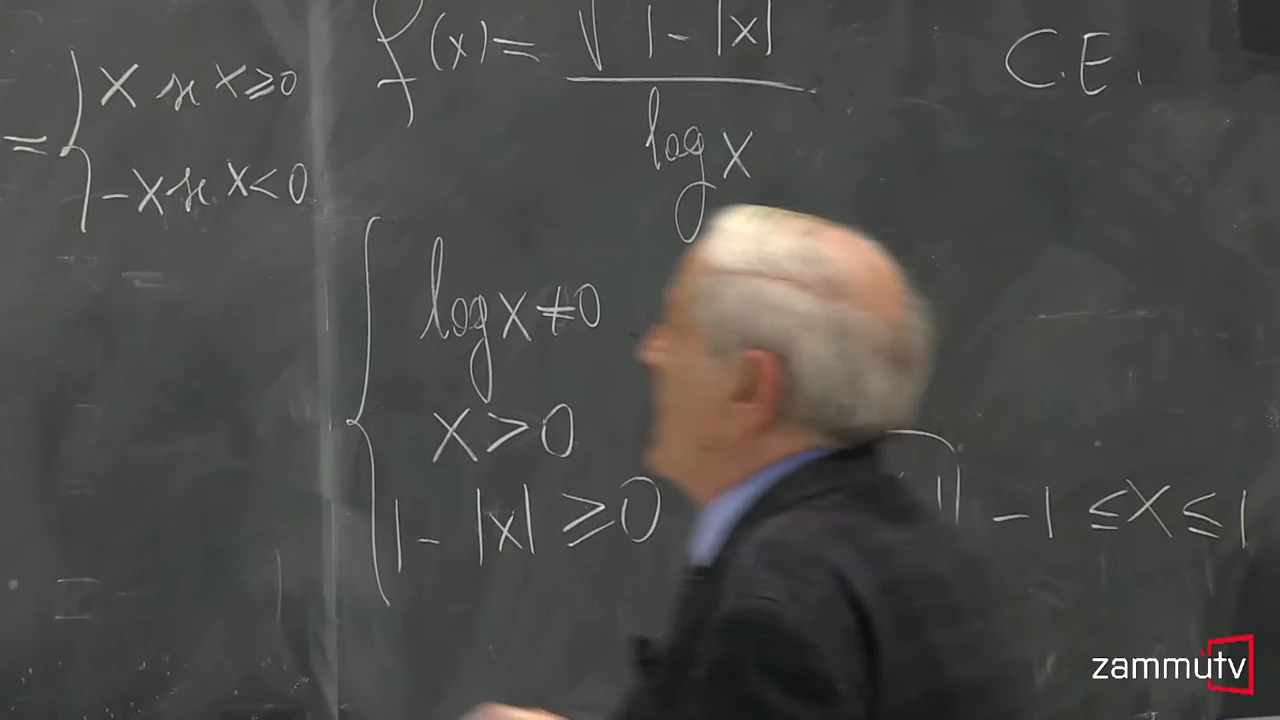 f(x) = √1-|x| / log x
C.E.
= { x se x ≥ 0
-x se x < 0
{ log x ≠ 0
x > 0
1 - |x| ≥ 0
-1 ≤ x ≤ 1
zammùtv